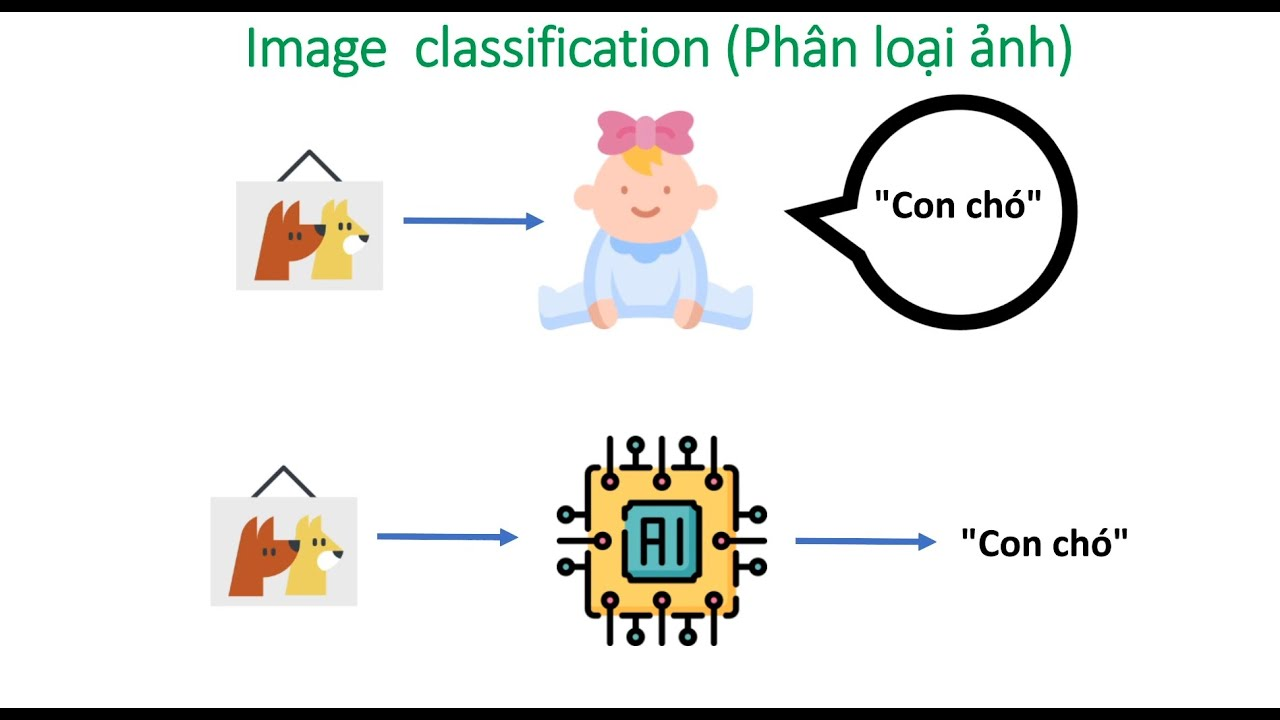 Image classification (Phân loại ảnh)
"Con chó"
AI
"Con chó"